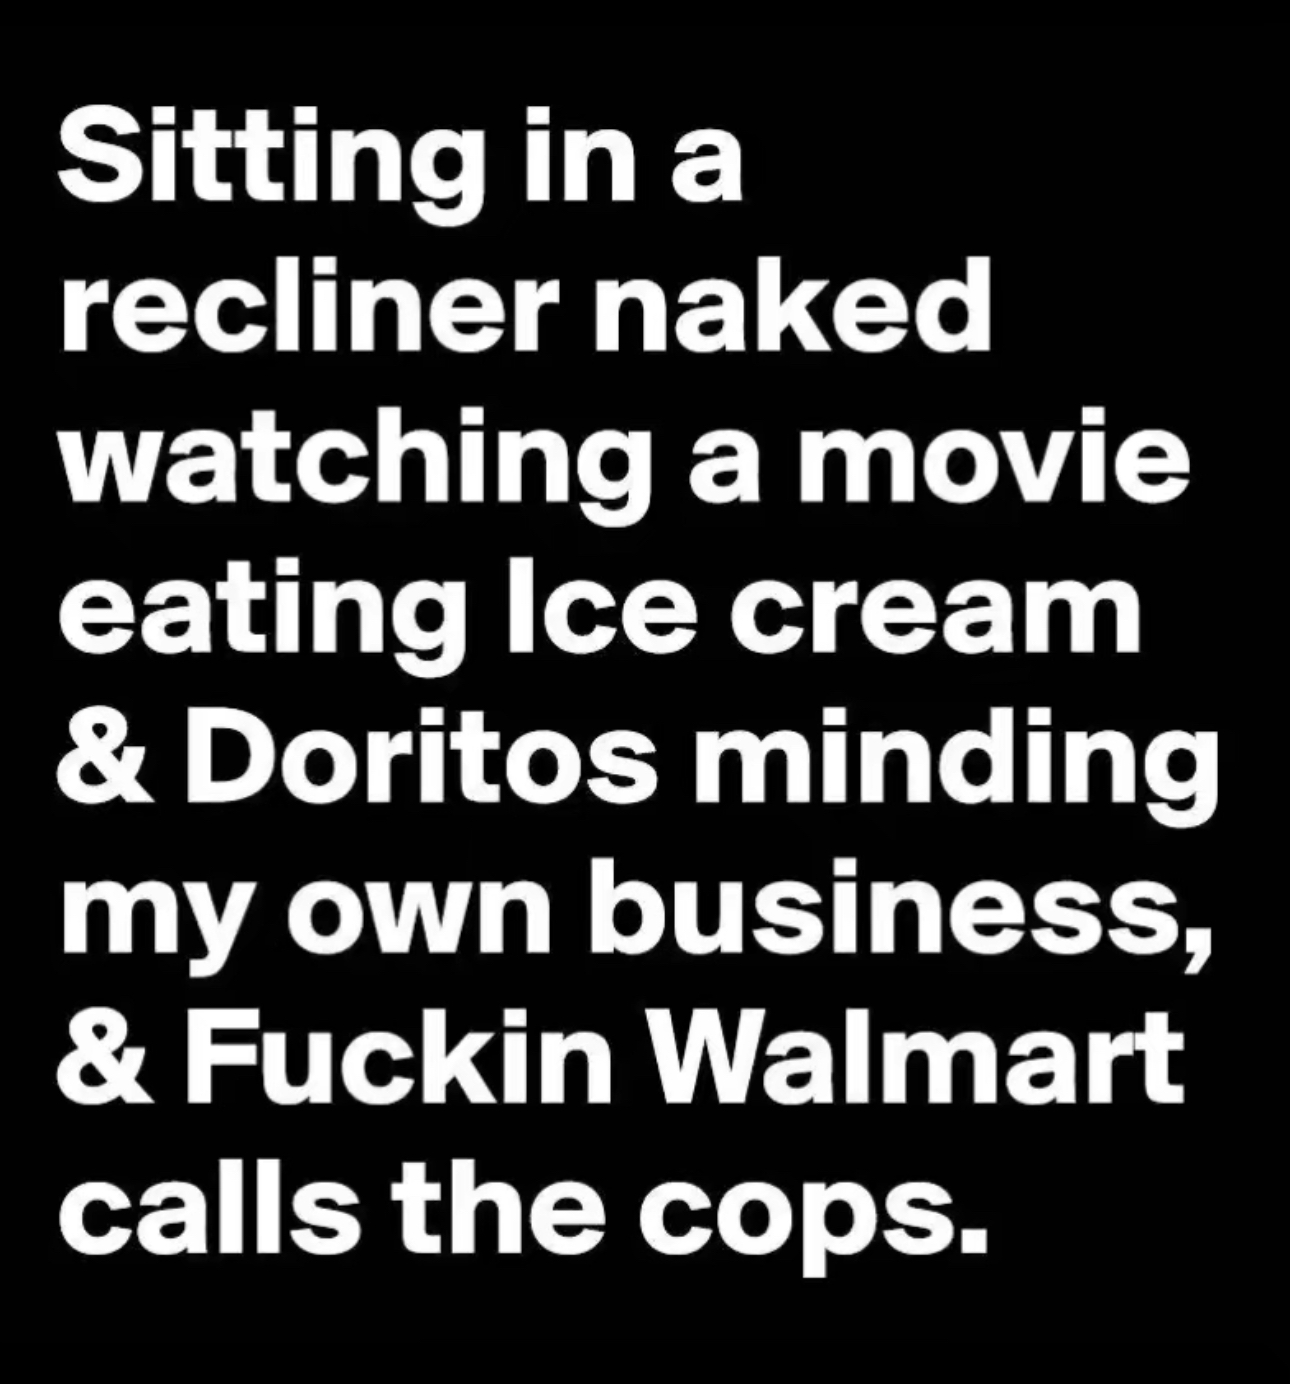 Sitting in a
recliner naked
watching a movie
eating Ice cream
& Doritos minding
my own business,
& Fuckin Walmart
calls the cops.